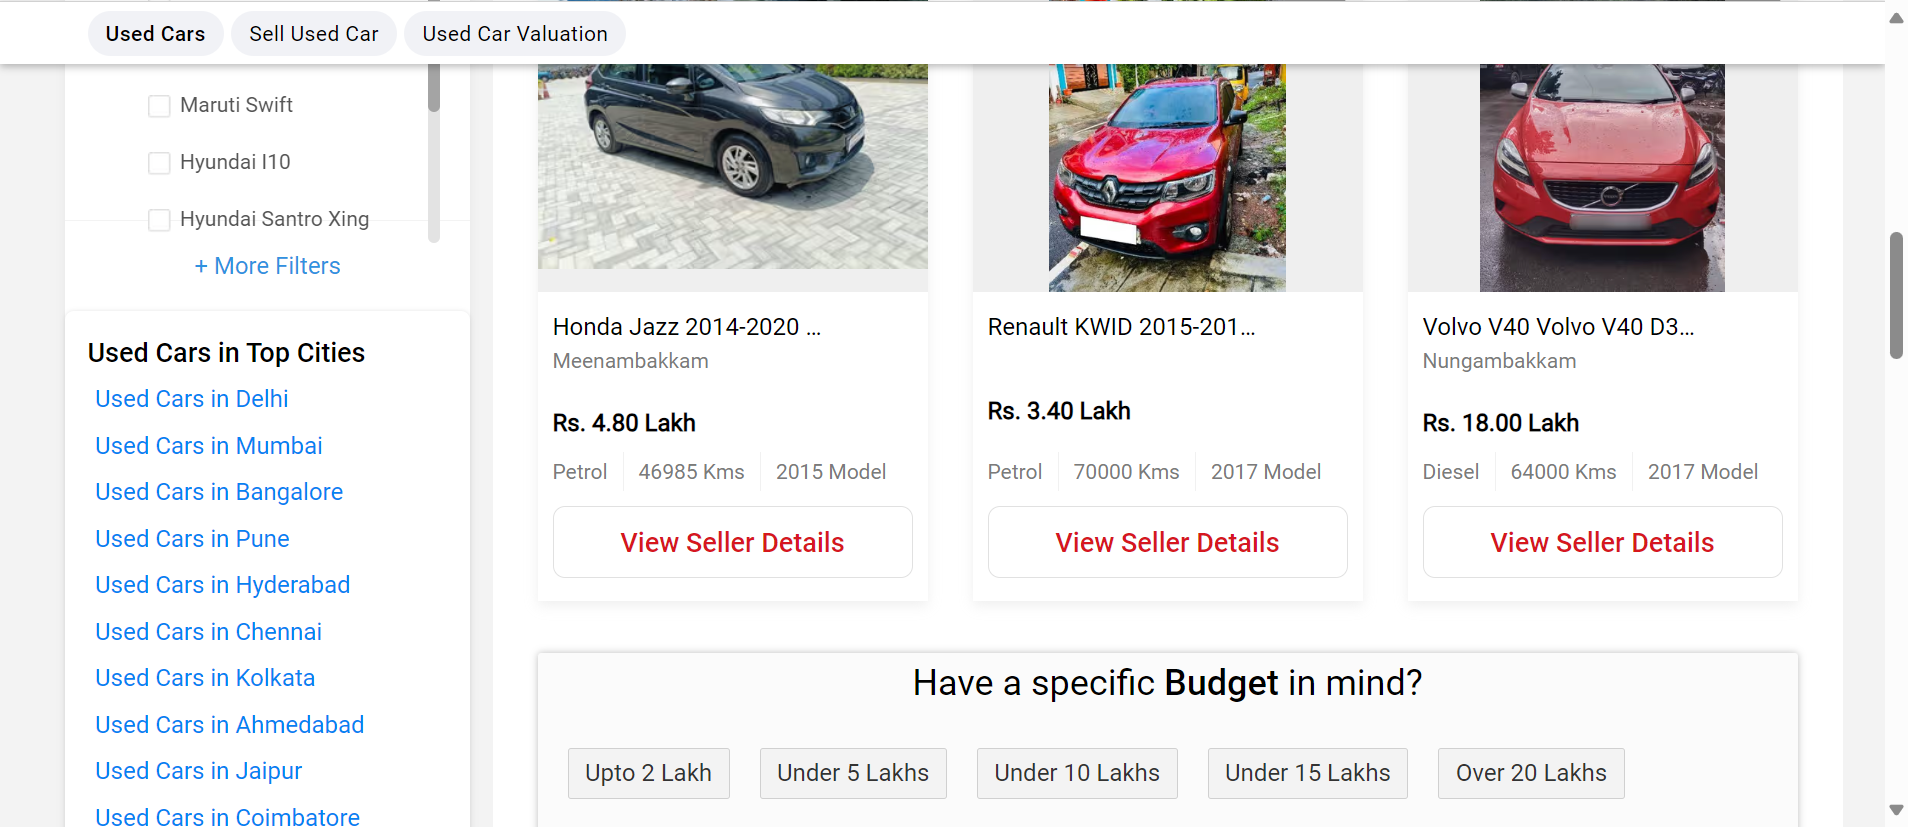 Used Cars
Sell Used Car
Used Car Valuation
Maruti Swift
Hyundai I10
Hyundai Santro Xing
+ More Filters
Used Cars in Top Cities
Used Cars in Delhi
Used Cars in Mumbai
Used Cars in Bangalore
Used Cars in Pune
Used Cars in Hyderabad
Used Cars in Chennai
Used Cars in Kolkata
Used Cars in Ahmedabad
Used Cars in Jaipur
Used Cars in Coimbatore
Honda Jazz 2014-2020 ...
Meenambakkam
Rs. 4.80 Lakh
Petrol
46985 Kms
2015 Model
View Seller Details
Renault KWID 2015-201...
Rs. 3.40 Lakh
Petrol
70000 Kms
2017 Model
View Seller Details
Volvo V40 Volvo V40 D3...
Nungambakkam
Rs. 18.00 Lakh
Diesel
64000 Kms
2017 Model
View Seller Details
Have a specific Budget in mind?
Upto 2 Lakh
Under 5 Lakhs
Under 10 Lakhs
Under 15 Lakhs
Over 20 Lakhs